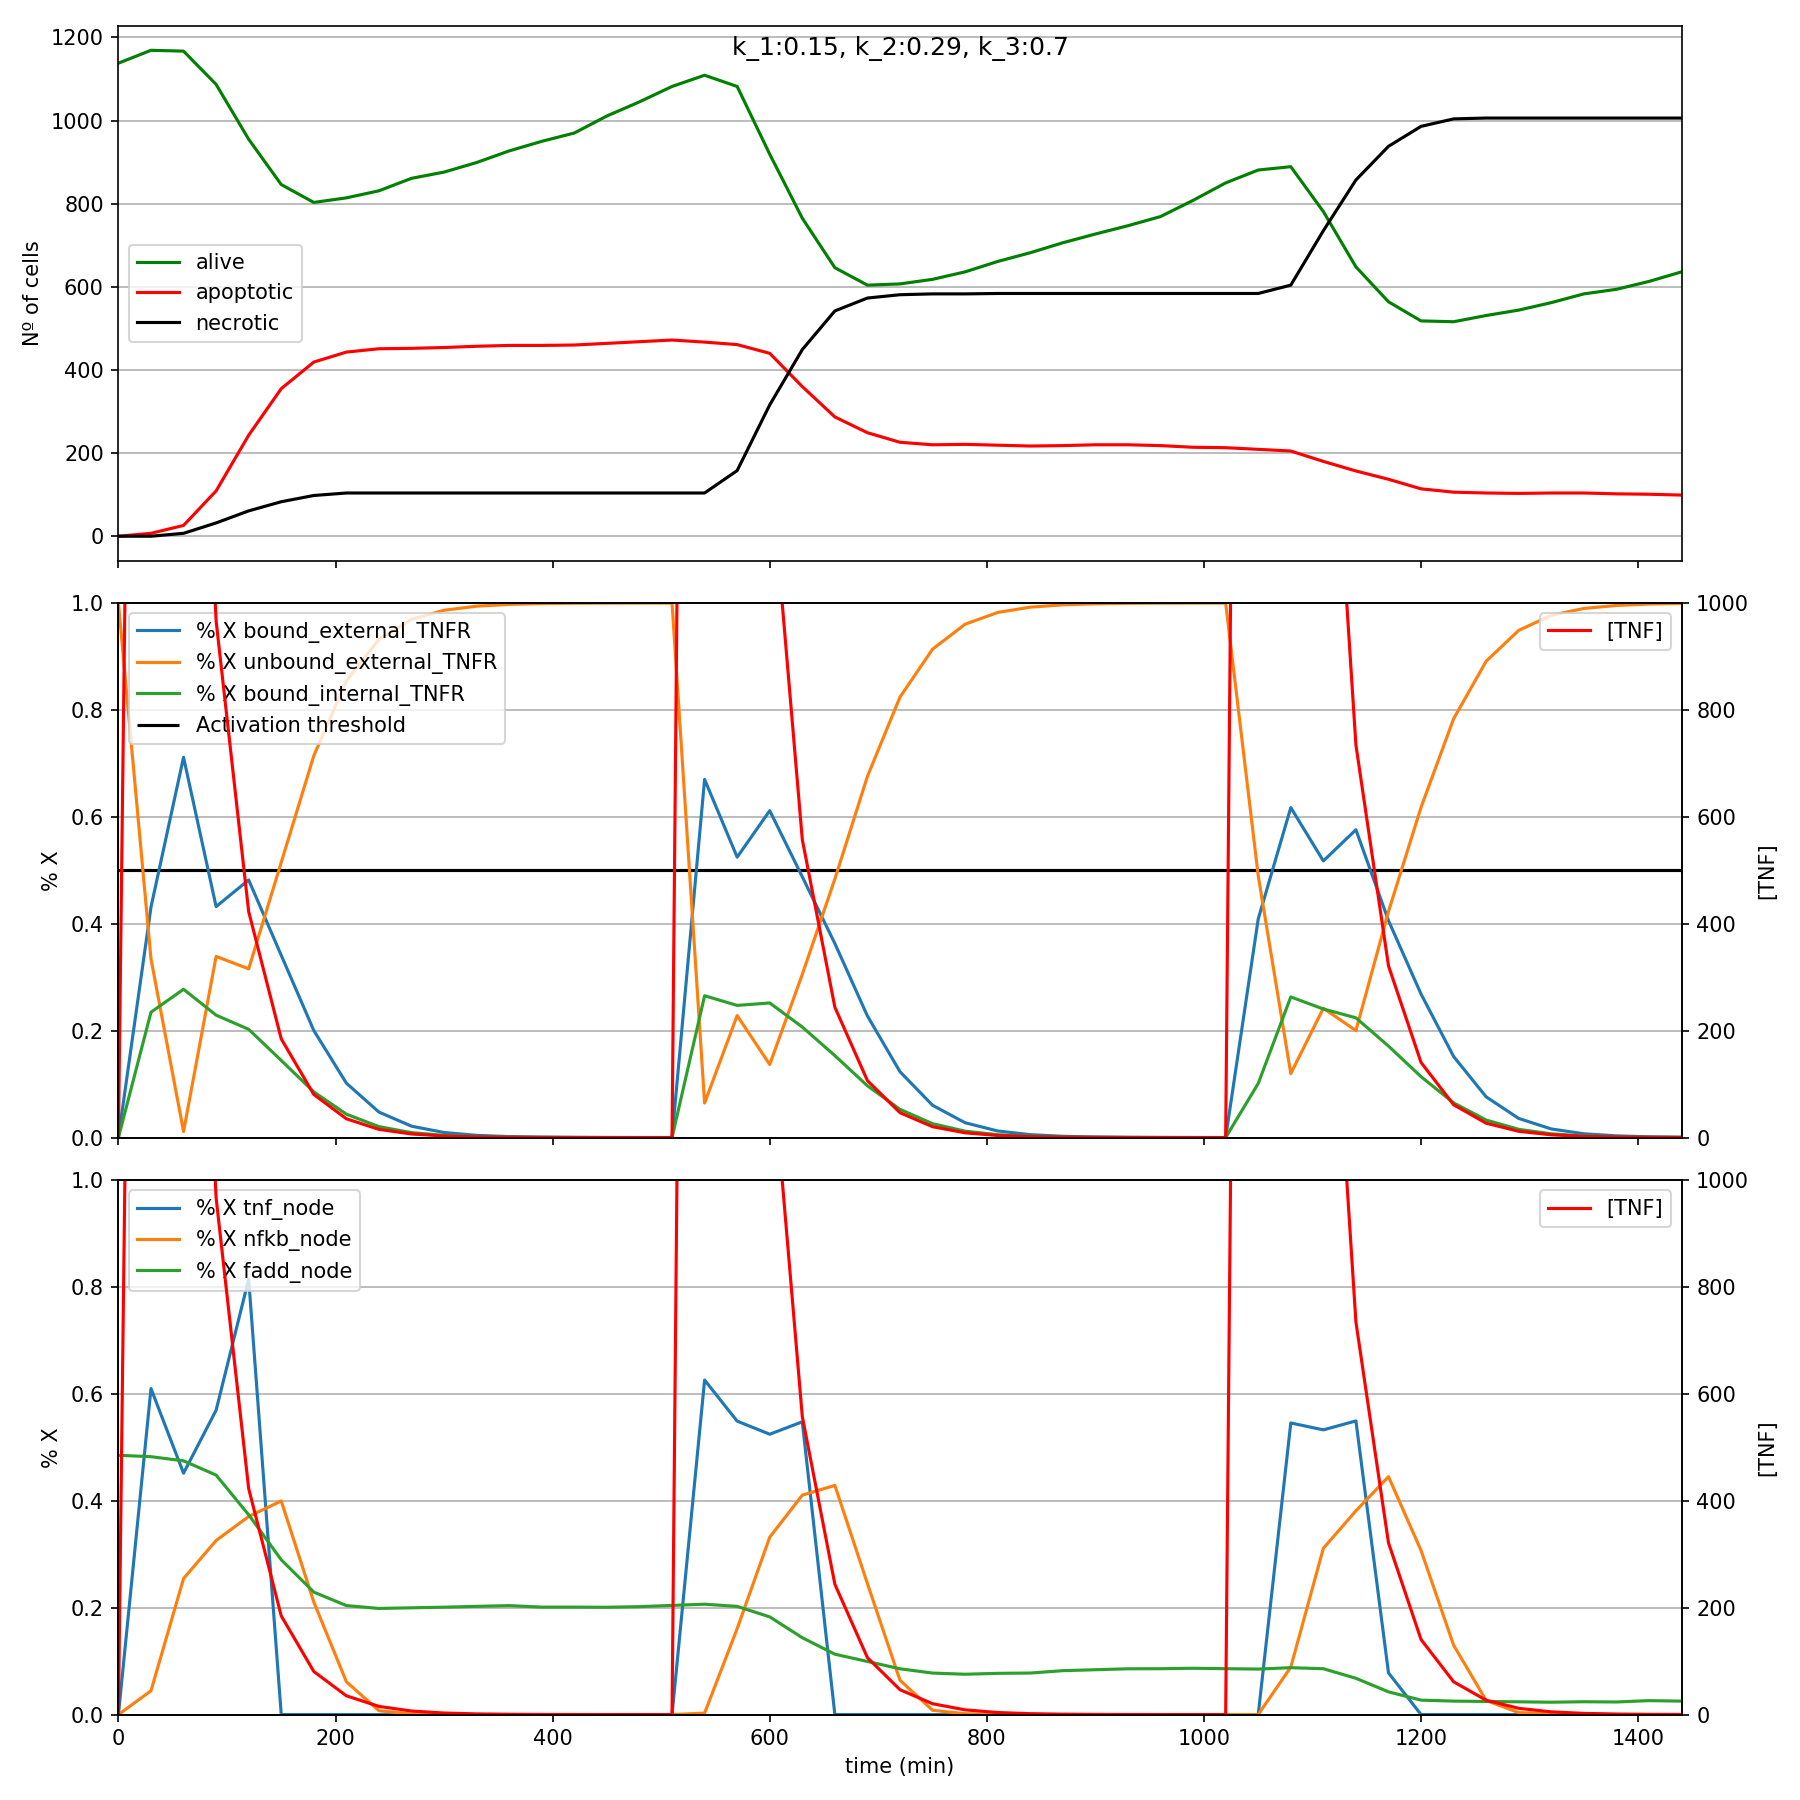 k_1:0.15, k_2:0.29, k_3:0.7
1200
1000
800
600
400
200
0
Nº of cells
alive
apoptotic
necrotic
1.0
0.8
0.6
0.4
0.2
0.0
% X
% X bound_external_TNFR
% X unbound_external_TNFR
% X bound_internal_TNFR
Activation threshold
[TNF]
1000
800
600
400
200
0
[TNF]
1.0
0.8
0.6
0.4
0.2
0.0
% X
% X tnf_node
% X nfkb_node
% X fadd_node
[TNF]
1000
800
600
400
200
0
[TNF]
0 200 400 600 800 1000 1200 1400
time (min)